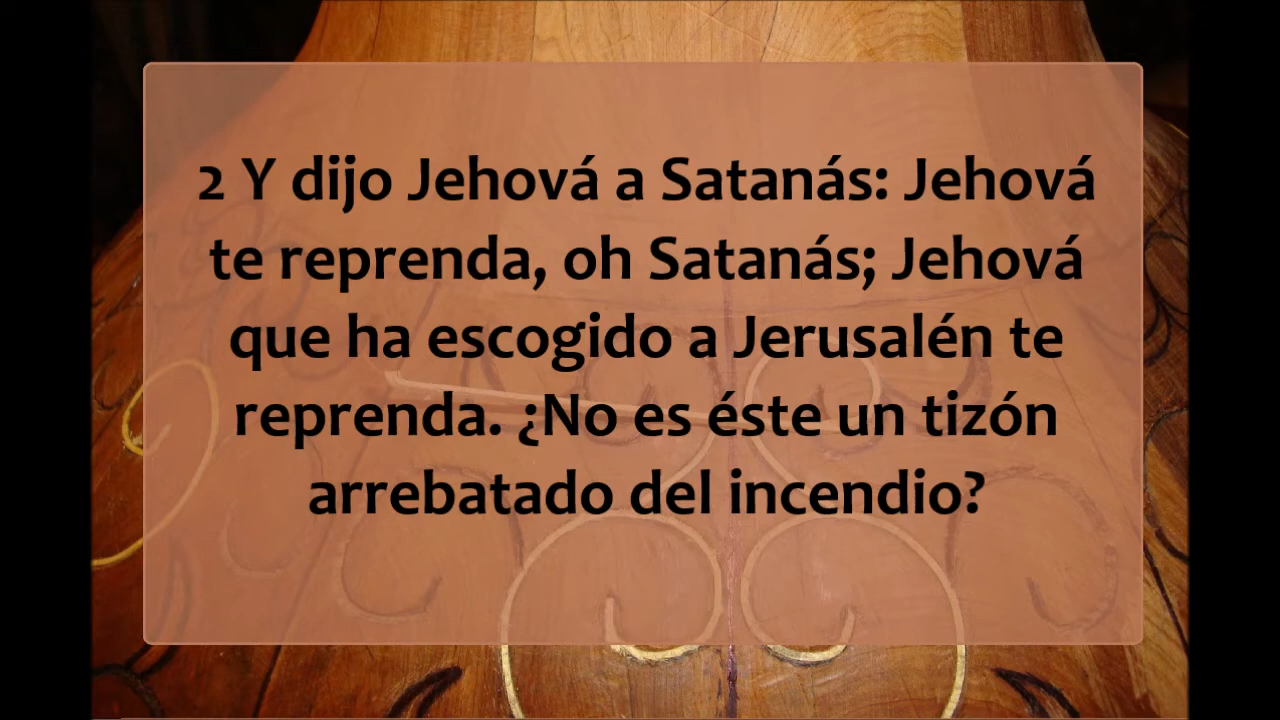 2 Y dijo Jehová a Satanás: Jehová
te reprenda, oh Satanás; Jehová
que ha escogido a Jerusalén te
reprenda. ¿No es éste un tizón
arrebatado del incendio?